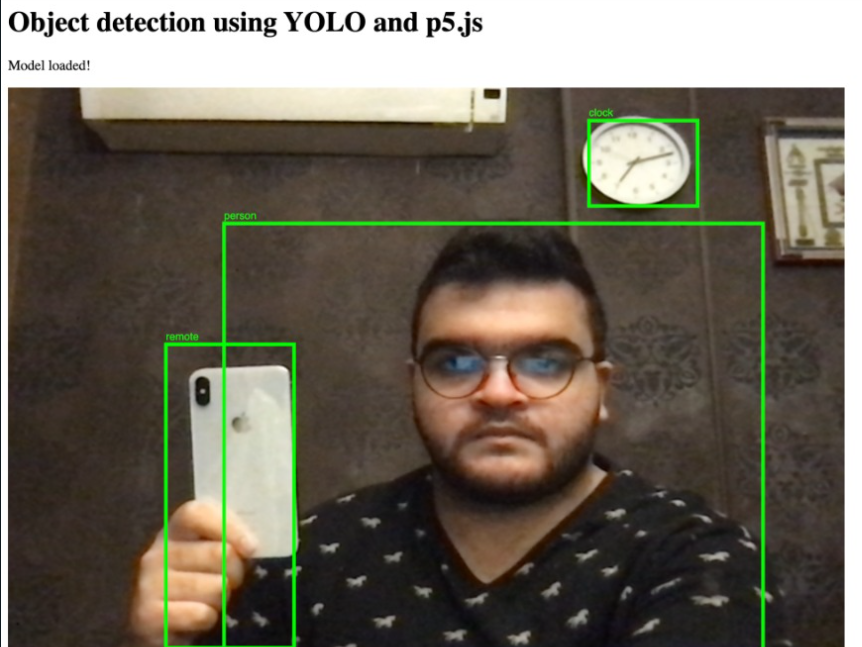 Object detection using YOLO and p5.js
Model loaded!
clock
person
remote